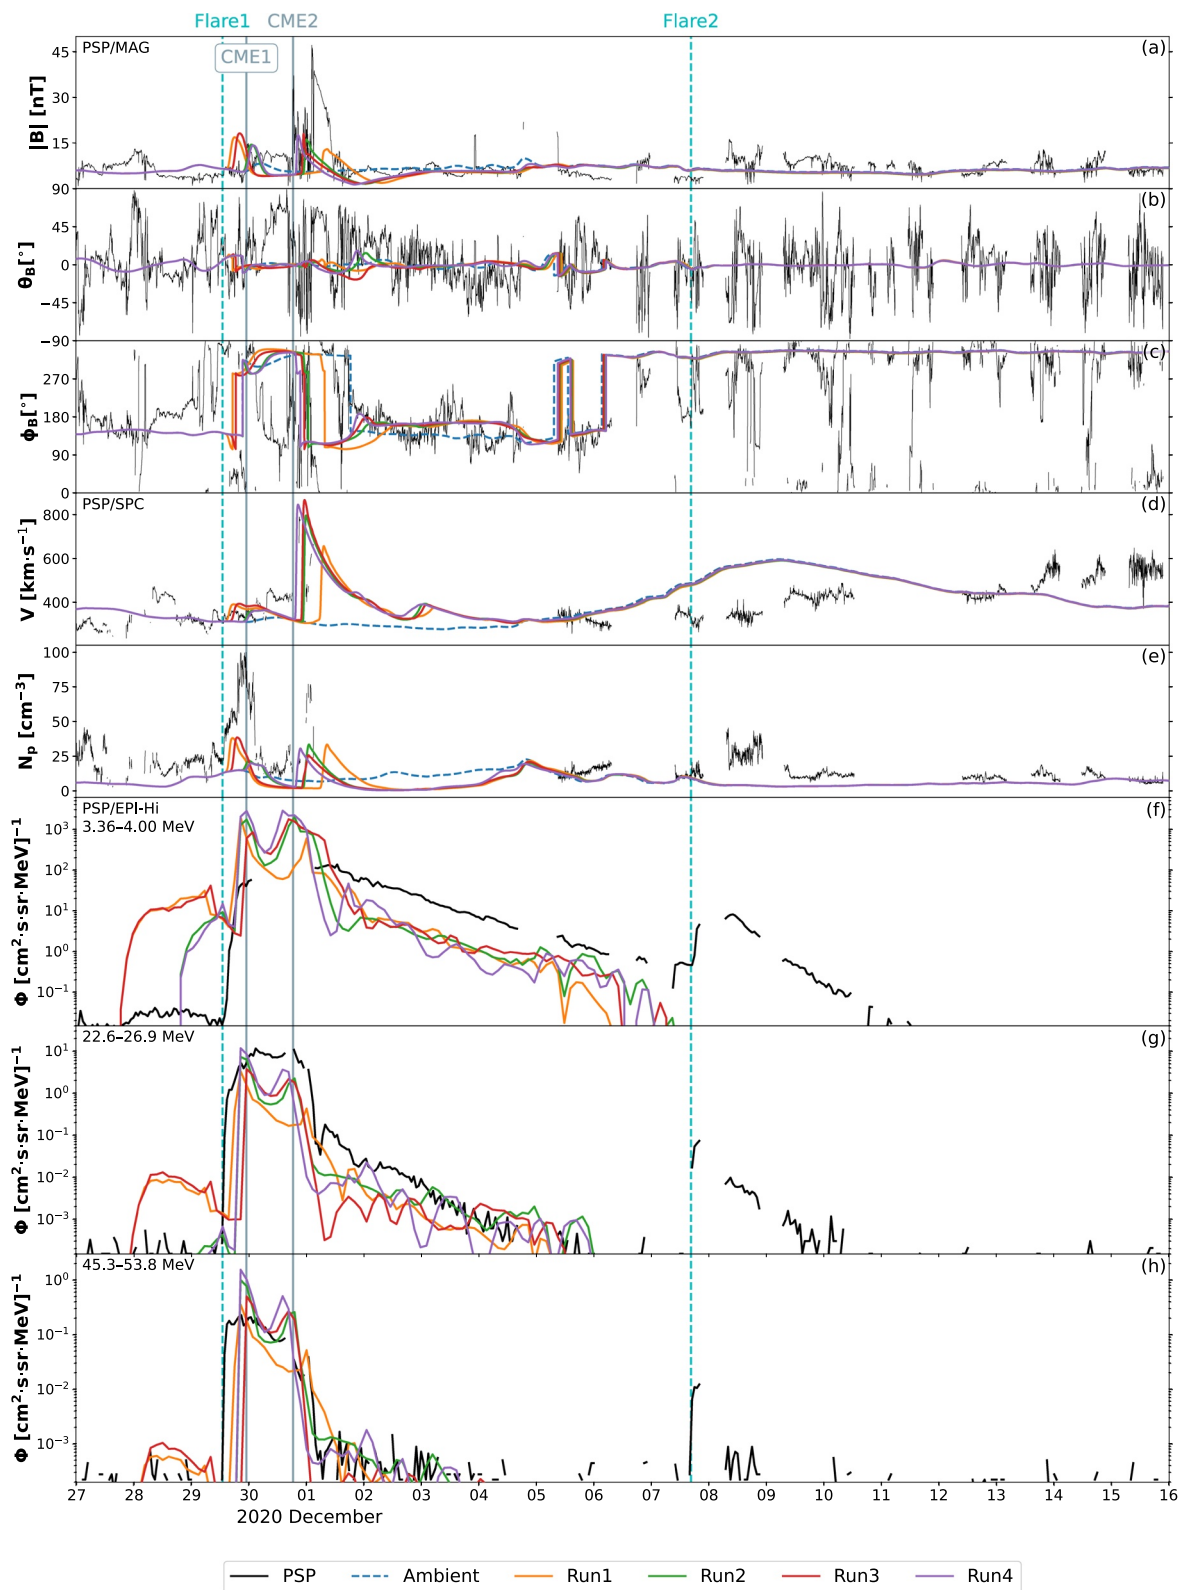 Flare1 CME2 Flare2
CME1
PSP/MAG (a)
|B| [nT]
45
30
15
90
(b)
θB[°]
45
0
−45
−90
(c)
ϕB[°]
270
180
90
0
PSP/SPC (d)
V [km·s⁻¹]
800
600
400
(e)
Np [cm⁻³]
100
75
50
25
0
PSP/EPI-Hi (f)
3.36–4.00 MeV
Φ [cm²·s·sr·MeV]⁻¹
10³
10²
10¹
10⁰
10⁻¹
22.6–26.9 MeV (g)
Φ [cm²·s·sr·MeV]⁻¹
10¹
10⁰
10⁻¹
10⁻²
10⁻³
45.3–53.8 MeV (h)
Φ [cm²·s·sr·MeV]⁻¹
10⁰
10⁻¹
10⁻²
10⁻³
27 28 29 30 01 02 03 04 05 06 07 08 09 10 11 12 13 14 15 16
2020 December
PSP Ambient Run1 Run2 Run3 Run4